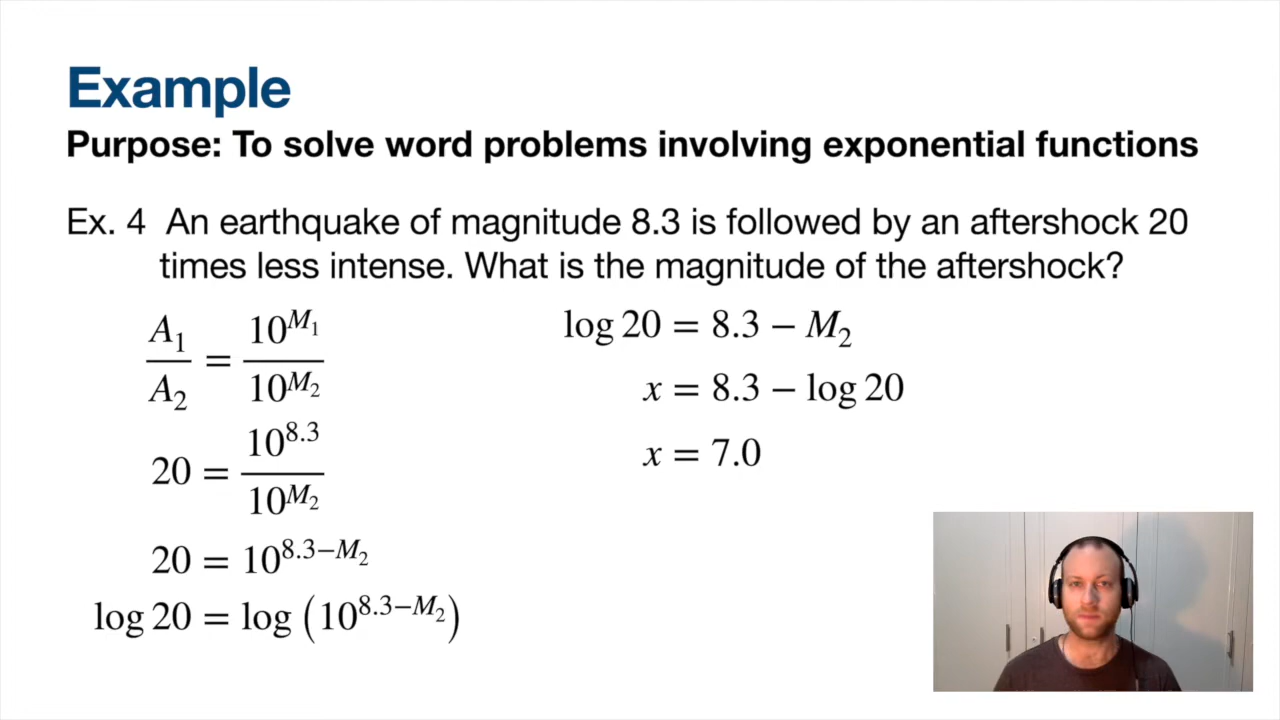 Example
Purpose: To solve word problems involving exponential functions
Ex. 4 An earthquake of magnitude 8.3 is followed by an aftershock 20
times less intense. What is the magnitude of the aftershock?
A₁/A₂ = 10^{M₁}/10^{M₂}
20 = 10^{8.3}/10^{M₂}
20 = 10^{8.3−M₂}
log 20 = log (10^{8.3−M₂})
log 20 = 8.3 − M₂
x = 8.3 − log 20
x = 7.0